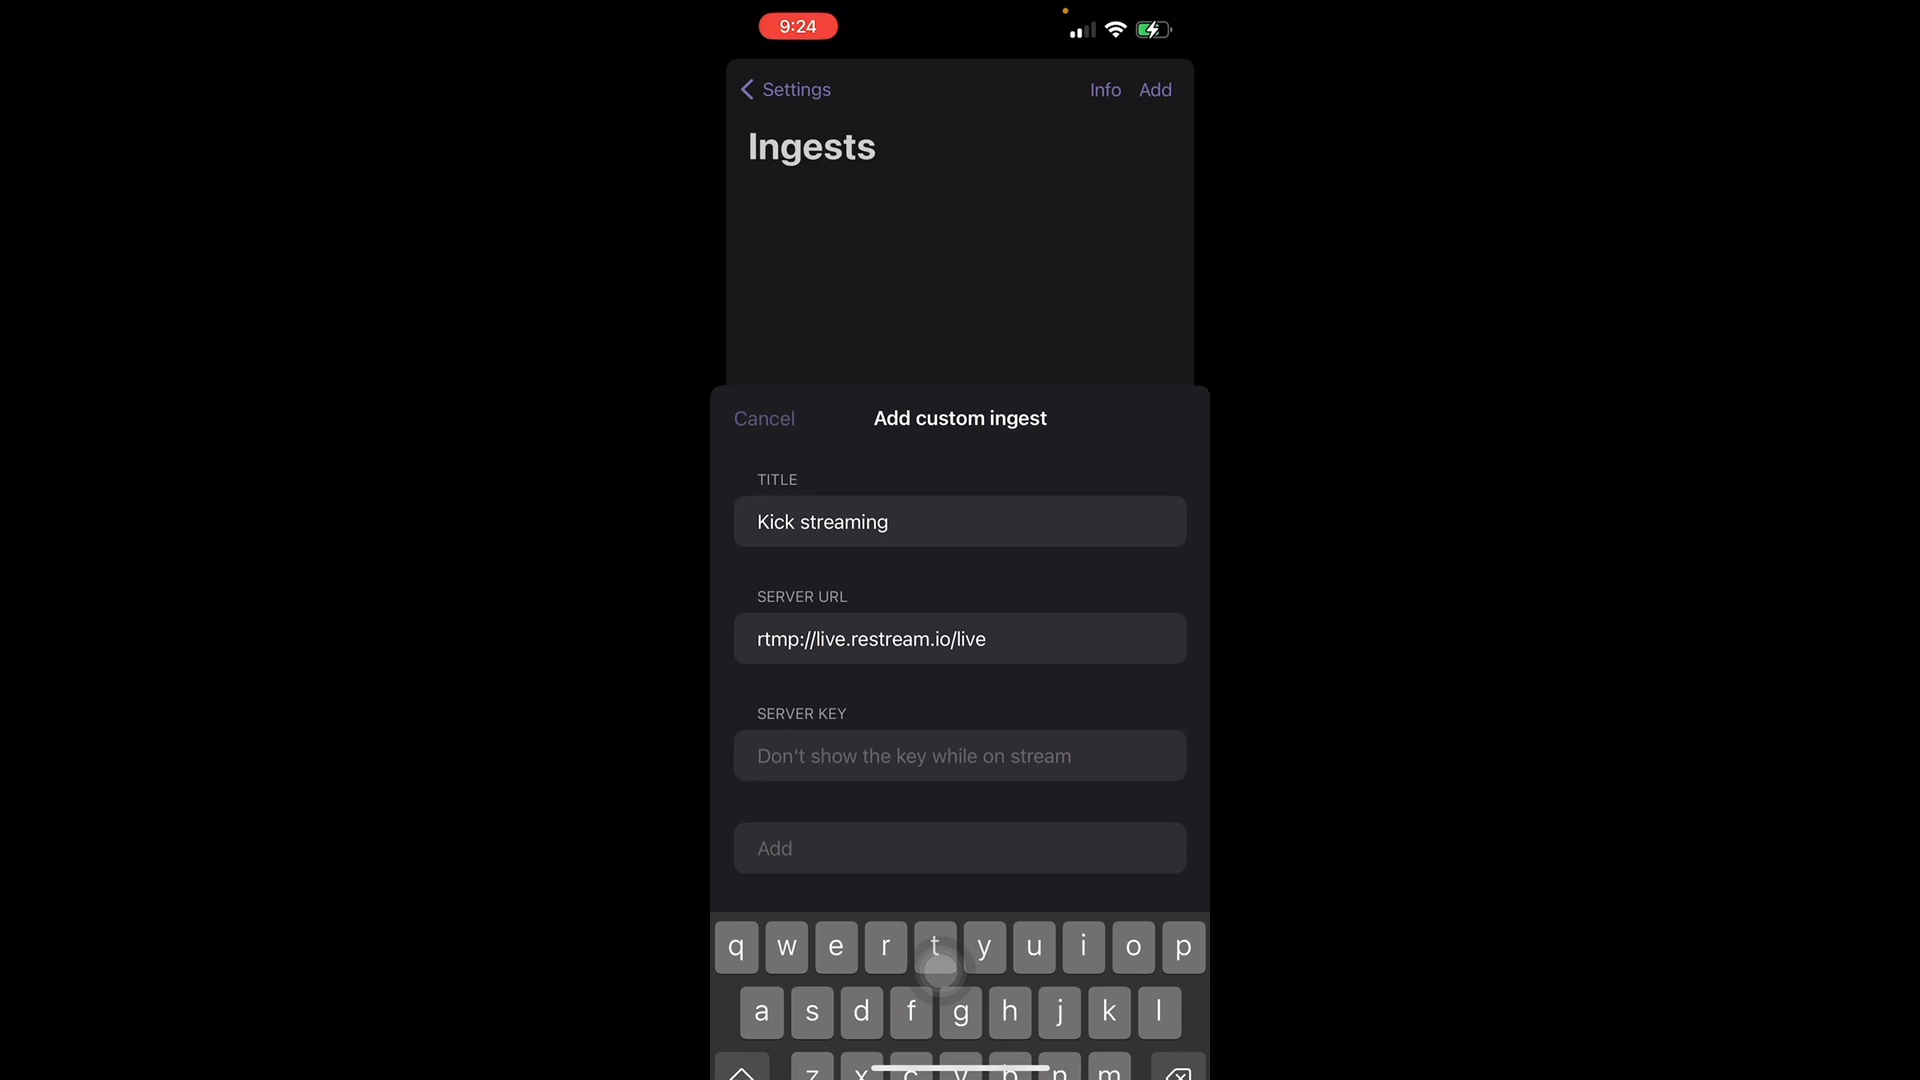 9:24
Settings
Info Add
Ingests
Cancel
Add custom ingest
TITLE
Kick streaming
SERVER URL
rtmp://live.restream.io/live
SERVER KEY
Don't show the key while on stream
Add
q w e r t y u i o p
a s d f g h j k l
z x c v b n m